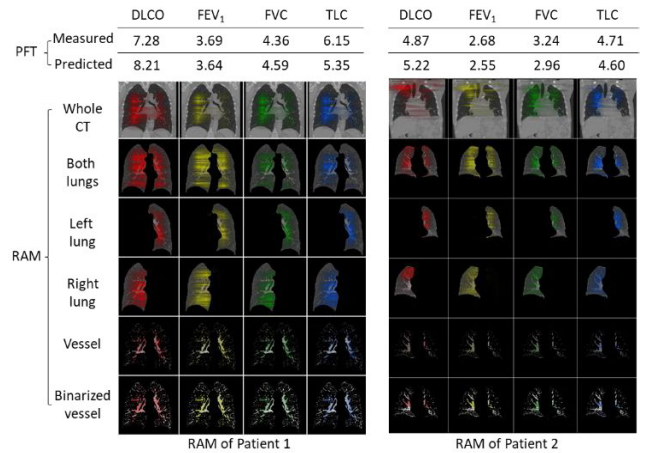 DLCO FEV₁ FVC TLC DLCO FEV₁ FVC TLC
PFT
Measured 7.28 3.69 4.36 6.15 4.87 2.68 3.24 4.71
Predicted 8.21 3.64 4.59 5.35 5.22 2.55 2.96 4.60
Whole
CT
Both
lungs
Left
lung
RAM
Right
lung
Vessel
Binarized
vessel
RAM of Patient 1 RAM of Patient 2